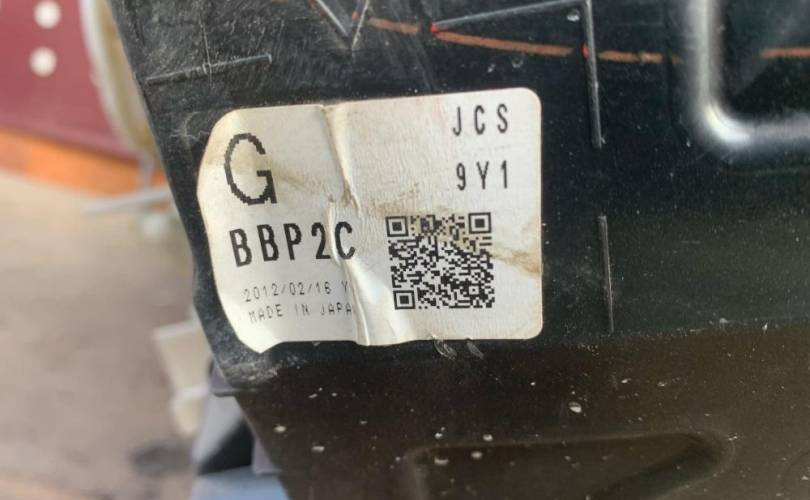 G
JCS
9Y1
BBP2C
2012/02/16 Y
MADE IN JAPA